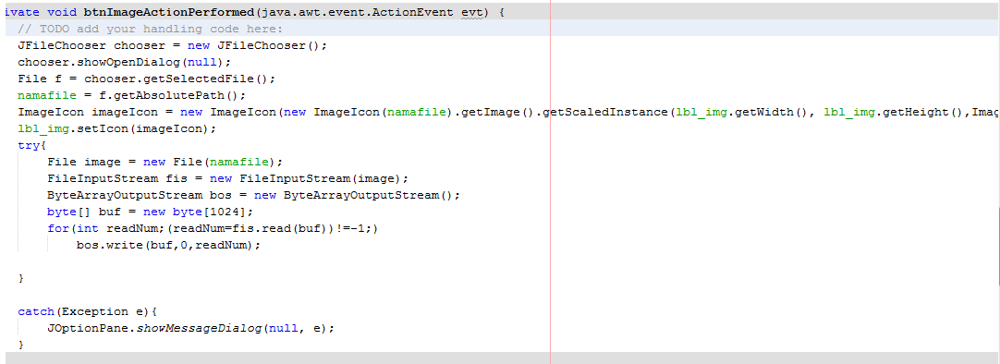 ivate void btnImageActionPerformed(java.awt.event.ActionEvent evt) {
// TODO add your handling code here:
JFileChooser chooser = new JFileChooser();
chooser.showOpenDialog(null);
File f = chooser.getSelectedFile();
namafile = f.getAbsolutePath();
ImageIcon imageIcon = new ImageIcon(new ImageIcon(namafile).getImage().getScaledInstance(lbl_img.getWidth(), lbl_img.getHeight(),Imag
lbl_img.setIcon(imageIcon);
try{
File image = new File(namafile);
FileInputStream fis = new FileInputStream(image);
ByteArrayOutputStream bos = new ByteArrayOutputStream();
byte[] buf = new byte[1024];
for(int readNum;(readNum=fis.read(buf))!=-1;)
bos.write(buf,0,readNum);
}
catch(Exception e){
JOptionPane.showMessageDialog(null, e);
}